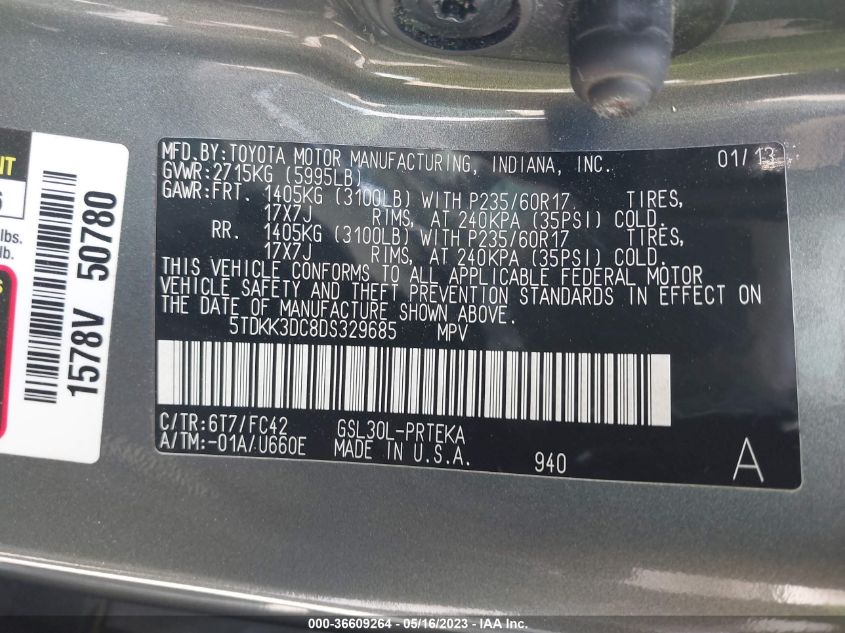 MFD.BY:TOYOTA MOTOR MANUFACTURING, INDIANA, INC. 01/13
GVWR:2715KG (5995LB)
GAWR:FRT. 1405KG (3100LB) WITH P235/60R17 TIRES,
17X7J RIMS, AT 240KPA (35PSI) COLD.
RR. 1405KG (3100LB) WITH P235/60R17 TIRES,
17X7J RIMS, AT 240KPA (35PSI) COLD.
THIS VEHICLE CONFORMS TO ALL APPLICABLE FEDERAL MOTOR
VEHICLE SAFETY AND THEFT PREVENTION STANDARDS IN EFFECT ON
THE DATE OF MANUFACTURE SHOWN ABOVE.
5TDKK3DC8DS329685 MPV
C/TR:6T7/FC42 GSL30L-PRTEKA
A/TM:-01A/U660E MADE IN U.S.A. 940 A
1578V 50780
lbs.
lb.
000-36609264 - 05/16/2023 - IAAI.COM